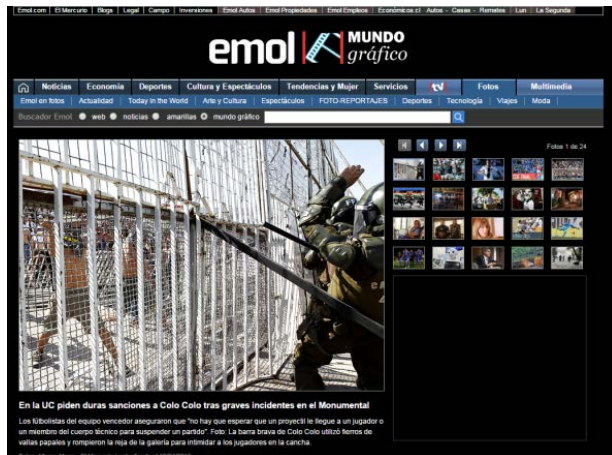 Emol.com El Mercurio Blogs Legal Campo Inversiones Emol Autos Emol Propiedades Emol Empleos Económicos.cl Autos - Casas - Remates Lun La Segunda
emol MUNDO
gráfico
Noticias Economía Deportes Cultura y Espectáculos Tendencias y Mujer Servicios tv Fotos Multimedia
Emol en fotos Actualidad Today in the World Arte y Cultura Espectáculos FOTO-REPORTAJES Deportes Tecnología Viajes Moda
Buscador Emol web noticias amarillas mundo gráfico
Fotos 1 de 24
En la UC piden duras sanciones a Colo Colo tras graves incidentes en el Monumental
Los fútbolistas del equipo vencedor aseguraron que "no hay que esperar que un proyectil le llegue a un jugador o
un miembro del cuerpo técnico para suspender un partido". Foto: La barra brava de Colo Colo utilizó fierros de
vallas papales y rompieron la reja de la galería para intimidar a los jugadores en la cancha.